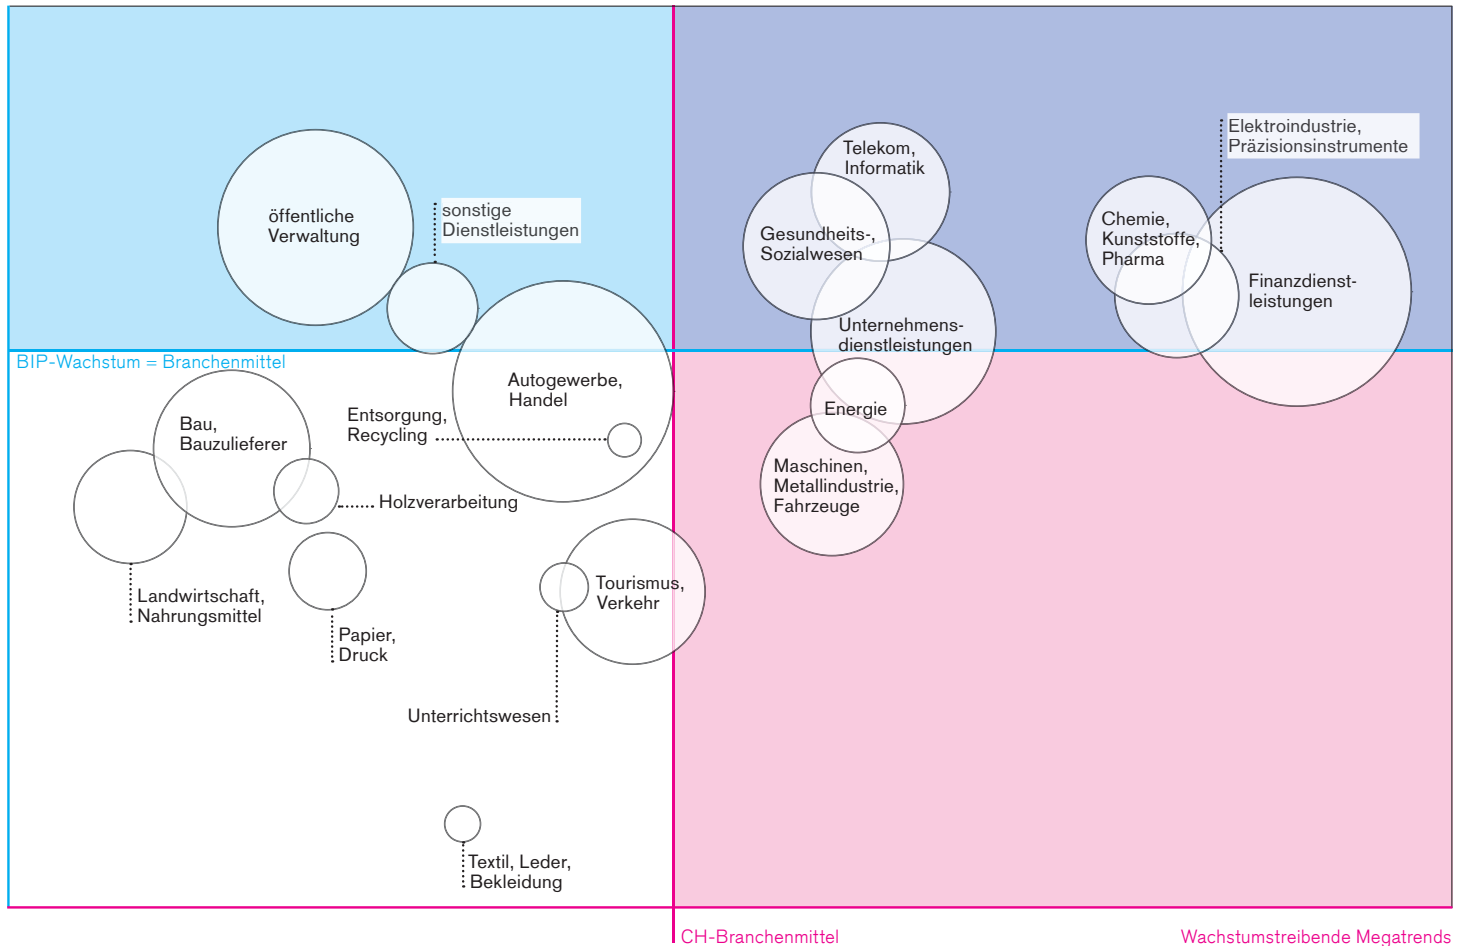 Elektroindustrie,
Präzisionsinstrumente
Telekom,
Informatik
sonstige
Dienstleistungen
öffentliche
Verwaltung
Gesundheits-,
Sozialwesen
Chemie,
Kunststoffe,
Pharma
Finanzdienst-
leistungen
Unternehmens-
dienstleistungen
BIP-Wachstum = Branchenmittel
Autogewerbe,
Handel
Entsorgung,
Recycling
Bau,
Bauzulieferer
Energie
Maschinen,
Metallindustrie,
Fahrzeuge
Holzverarbeitung
Landwirtschaft,
Nahrungsmittel
Tourismus,
Verkehr
Papier,
Druck
Unterrichtswesen
Textil, Leder,
Bekleidung
CH-Branchenmittel
Wachstumstreibende Megatrends